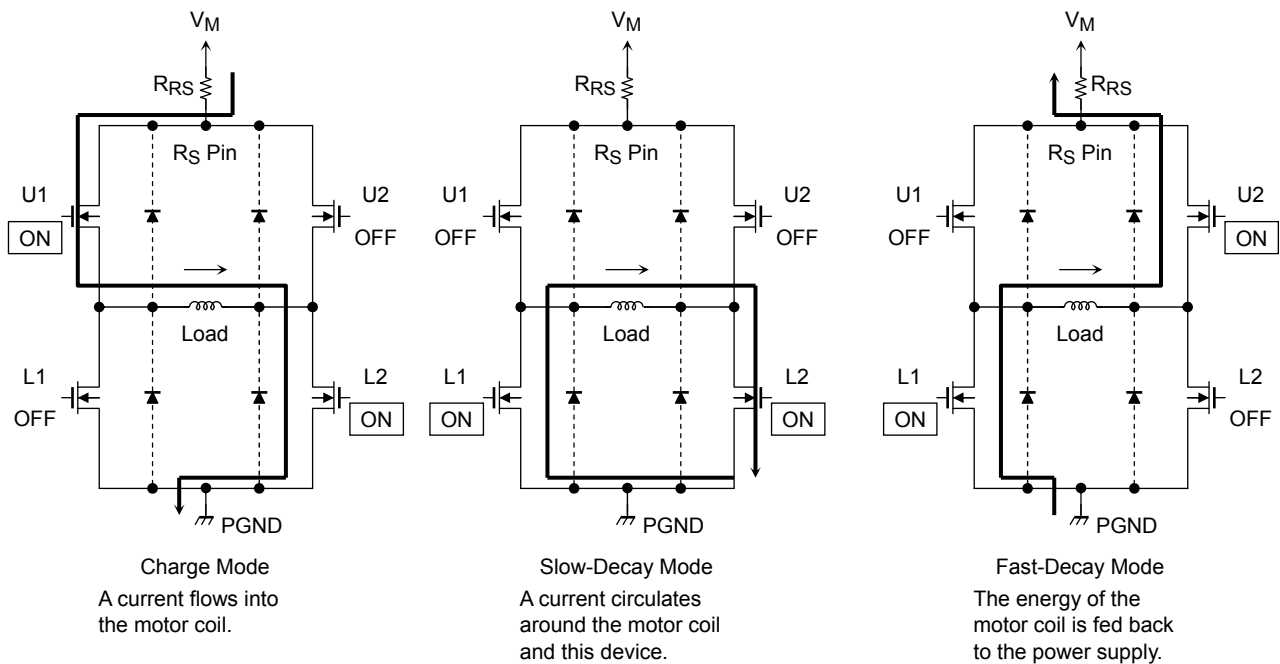 VM
RRS
RS Pin
U1
ON
U2
OFF
Load
L1
OFF
L2
ON
PGND
Charge Mode
A current flows into
the motor coil.
VM
RRS
RS Pin
U1
OFF
U2
OFF
Load
L1
ON
L2
ON
PGND
Slow-Decay Mode
A current circulates
around the motor coil
and this device.
VM
RRS
RS Pin
U1
OFF
U2
ON
Load
L1
ON
L2
OFF
PGND
Fast-Decay Mode
The energy of the
motor coil is fed back
to the power supply.